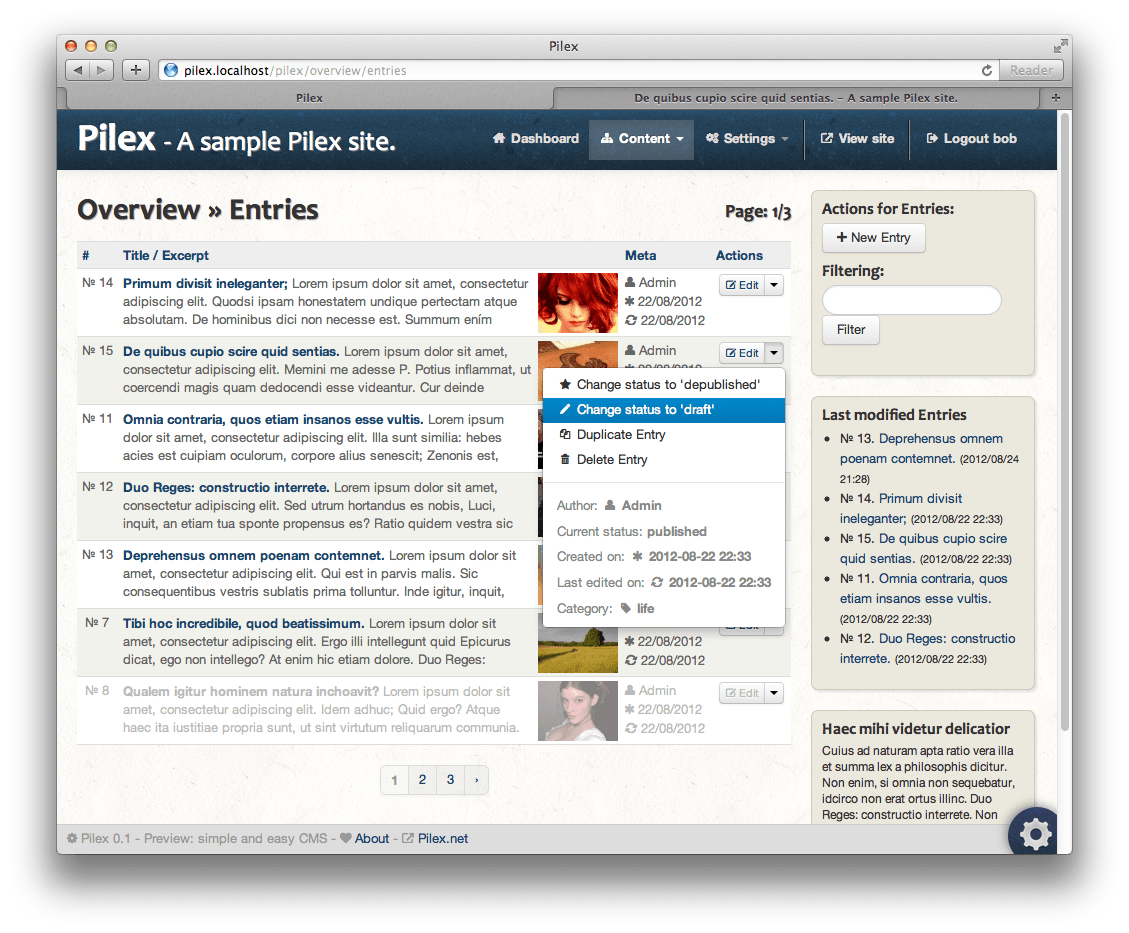 Pilex
pilex.localhost/pilex/overview/entries
Reader
Pilex
De quibus cupio scire quid sentias. – A sample Pilex site.
Pilex - A sample Pilex site.
Dashboard
Content
Settings
View site
Logout bob
Overview » Entries
Page: 1/3
# Title / Excerpt Meta Actions
№ 14 Primum divisit ineleganter; Lorem ipsum dolor sit amet, consectetur
adipiscing elit. Quodsi ipsam honestatem undique pertectam atque
absolutam. De hominibus dici non necesse est. Summum ením
Admin
22/08/2012
22/08/2012
Edit
№ 15 De quibus cupio scire quid sentias. Lorem ipsum dolor sit amet,
consectetur adipiscing elit. Memini me adesse P. Potius inflammat, ut
coercendi magis quam dedocendi esse videantur. Cur deinde
Admin
Edit
№ 11 Omnia contraria, quos etiam insanos esse vultis. Lorem ipsum
dolor sit amet, consectetur adipiscing elit. Illa sunt similia: hebes
acies est cuipiam oculorum, corpore alius senescit; Zenonis est,
№ 12 Duo Reges: constructio interrete. Lorem ipsum dolor sit amet,
consectetur adipiscing elit. Sed utrum hortandus es nobis, Luci,
inquit, an etiam tua sponte propensus es? Ratio quidem vestra sic
№ 13 Deprehensus omnem poenam contemnet. Lorem ipsum dolor sit
amet, consectetur adipiscing elit. Qui est in parvis malis. Sic
consequentibus vestris sublatis prima tolluntur. Inde igitur, inquit,
№ 7 Tibi hoc incredibile, quod beatissimum. Lorem ipsum dolor sit
amet, consectetur adipiscing elit. Ergo illi intellegunt quid Epicurus
dicat, ego non intellego? At enim hic etiam dolore. Duo Reges:
22/08/2012
22/08/2012
№ 8 Qualem igitur hominem natura inchoavit? Lorem ipsum dolor sit
amet, consectetur adipiscing elit. Idem adhuc; Quid ergo? Atque
haec ita iustitiae propria sunt, ut sint virtutum reliquarum communia.
Admin
22/08/2012
22/08/2012
Edit
Change status to 'depublished'
Change status to 'draft'
Duplicate Entry
Delete Entry
Author: Admin
Current status: published
Created on: 2012-08-22 22:33
Last edited on: 2012-08-22 22:33
Category: life
1 2 3 ›
Actions for Entries:
New Entry
Filtering:
Filter
Last modified Entries
№ 13. Deprehensus omnem
poenam contemnet. (2012/08/24
21:28)
№ 14. Primum divisit
ineleganter; (2012/08/22 22:33)
№ 15. De quibus cupio scire
quid sentias. (2012/08/22 22:33)
№ 11. Omnia contraria, quos
etiam insanos esse vultis.
(2012/08/22 22:33)
№ 12. Duo Reges: constructio
interrete. (2012/08/22 22:33)
Haec mihi videtur delicatior
Cuius ad naturam apta ratio vera illa
et summa lex a philosophis dicitur.
Non enim, si omnia non sequebatur,
idcirco non erat ortus illinc. Duo
Reges: constructio interrete. Non
Pilex 0.1 - Preview: simple and easy CMS - About - Pilex.net